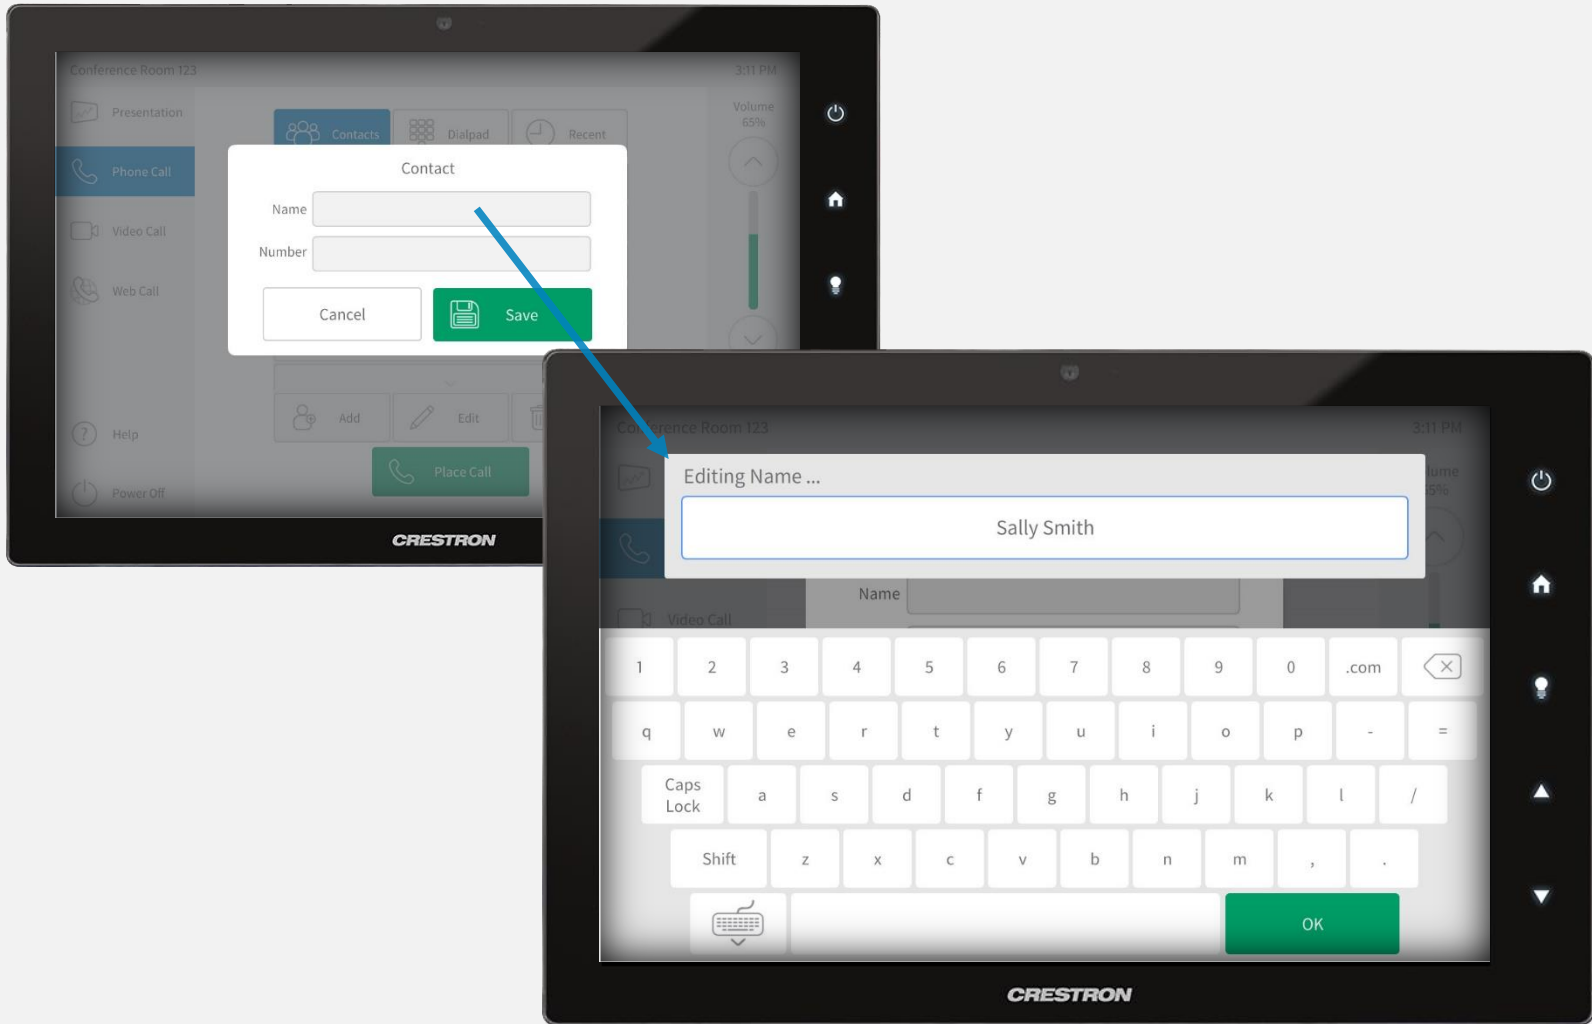 Conference Room 123
3:11 PM
Presentation
Contacts
Dialpad
Recent
Volume
65%
Phone Call
Contact
Name
Number
Video Call
Web Call
Cancel
Save
Add
Edit
Help
Place Call
Power Off
CRESTRON
Conference Room 123
3:11 PM
Editing Name ...
Sally Smith
Name
Video Call
1 2 3 4 5 6 7 8 9 0 .com
q w e r t y u i o p - =
Caps
Lock
a s d f g h j k l /
Shift z x c v b n m , .
OK
CRESTRON